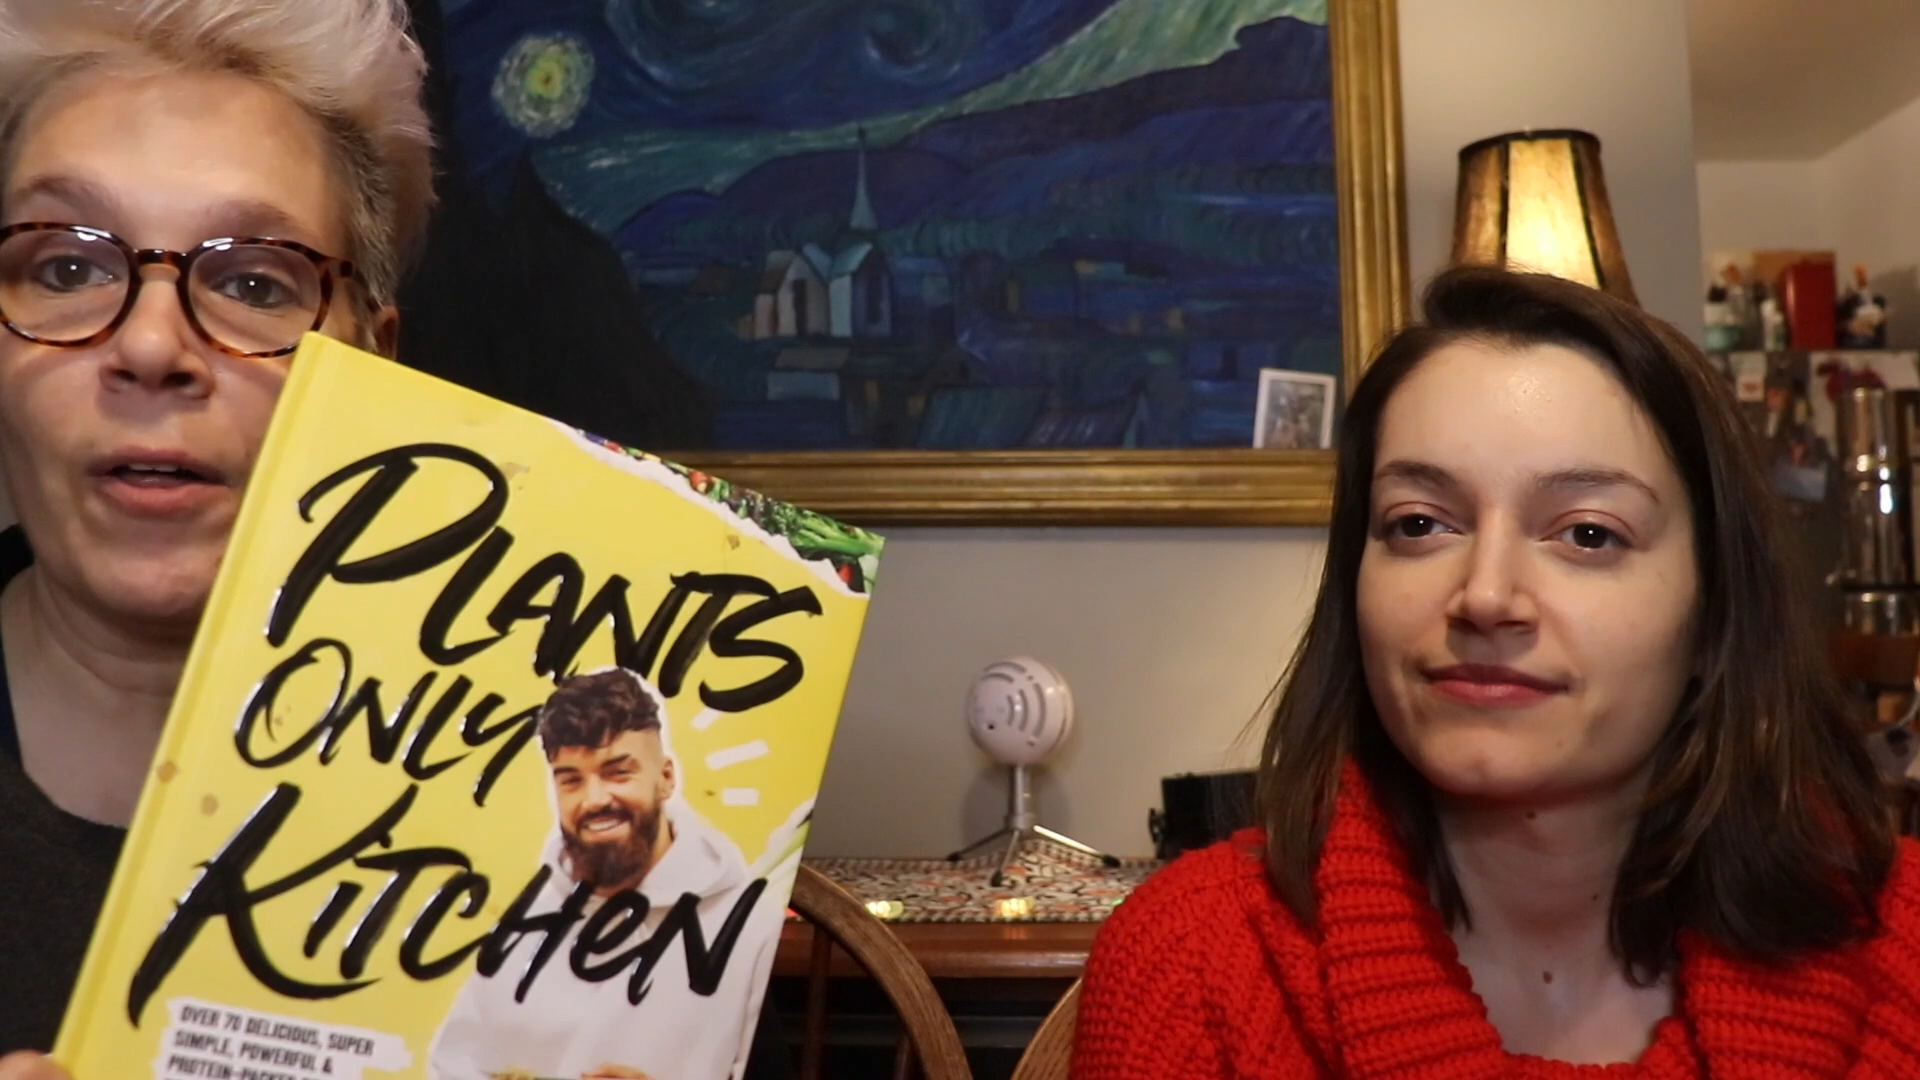 PLANTS
ONLY
KiTCHeN
OVER 70 DELICIOUS, SUPER
SIMPLE, POWERFUL &
PROTEIN-PACKED